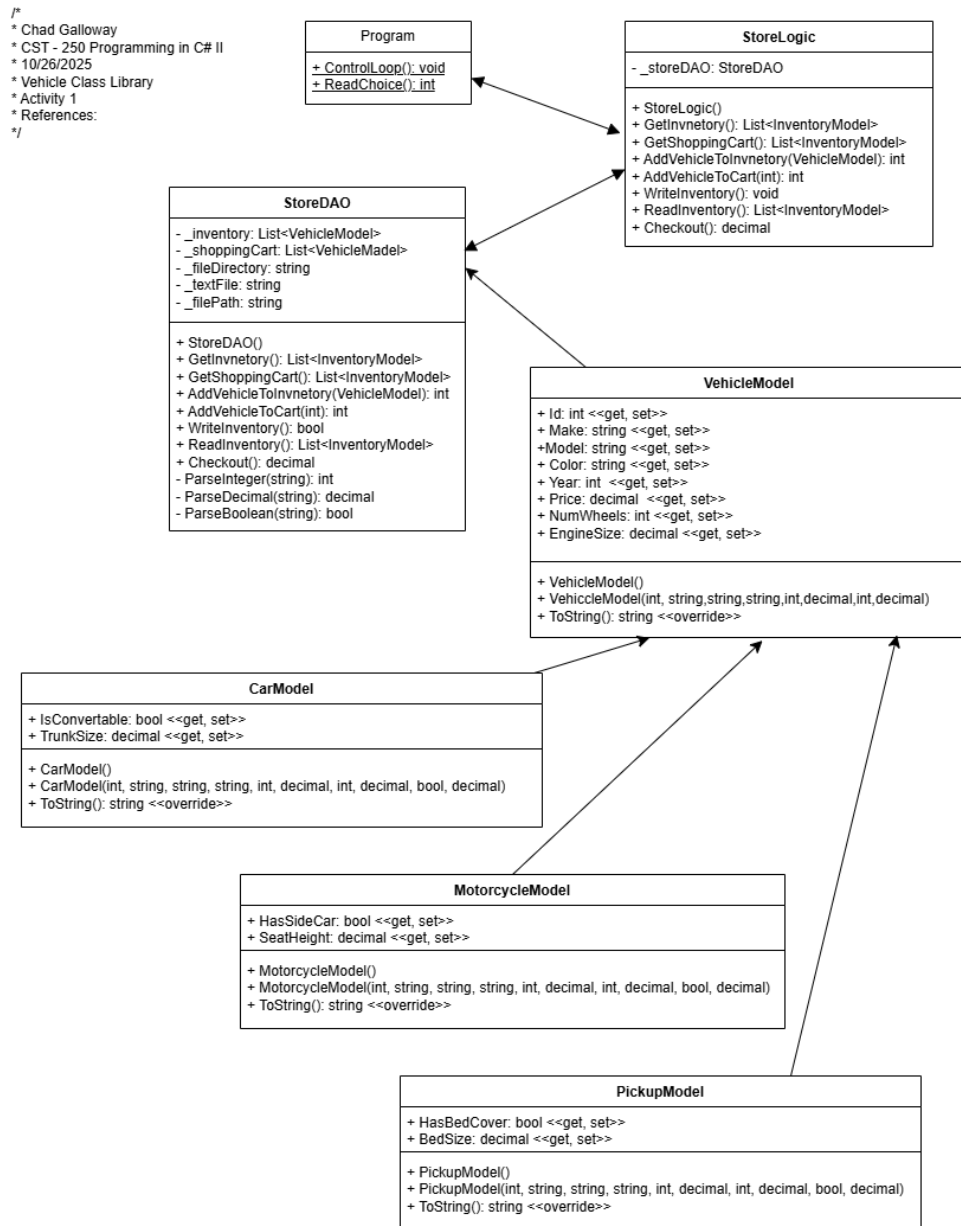 /*
* Chad Galloway
* CST - 250 Programming in C# II
* 10/26/2025
* Vehicle Class Library
* Activity 1
* References:
*/
Program
+ ControlLoop(): void
+ ReadChoice(): int
StoreLogic
- _storeDAO: StoreDAO
+ StoreLogic()
+ GetInvnetory(): List<InventoryModel>
+ GetShoppingCart(): List<InventoryModel>
+ AddVehicleToInvnetory(VehicleModel): int
+ AddVehicleToCart(int): int
+ WriteInventory(): void
+ ReadInventory(): List<InventoryModel>
+ Checkout(): decimal
StoreDAO
- _inventory: List<VehicleModel>
- _shoppingCart: List<VehicleMadel>
- _fileDirectory: string
- _textFile: string
- _filePath: string
+ StoreDAO()
+ GetInvnetory(): List<InventoryModel>
+ GetShoppingCart(): List<InventoryModel>
+ AddVehicleToInvnetory(VehicleModel): int
+ AddVehicleToCart(int): int
+ WriteInventory(): bool
+ ReadInventory(): List<InventoryModel>
+ Checkout(): decimal
- ParseInteger(string): int
- ParseDecimal(string): decimal
- ParseBoolean(string): bool
VehicleModel
+ Id: int <<get, set>>
+ Make: string <<get, set>>
+Model: string <<get, set>>
+ Color: string <<get, set>>
+ Year: int  <<get, set>>
+ Price: decimal  <<get, set>>
+ NumWheels: int <<get, set>>
+ EngineSize: decimal <<get, set>>
+ VehicleModel()
+ VehiccleModel(int, string,string,string,int,decimal,int,decimal)
+ ToString(): string <<override>>
CarModel
+ IsConvertable: bool <<get, set>>
+ TrunkSize: decimal <<get, set>>
+ CarModel()
+ CarModel(int, string, string, string, int, decimal, int, decimal, bool, decimal)
+ ToString(): string <<override>>
MotorcycleModel
+ HasSideCar: bool <<get, set>>
+ SeatHeight: decimal <<get, set>>
+ MotorcycleModel()
+ MotorcycleModel(int, string, string, string, int, decimal, int, decimal, bool, decimal)
+ ToString(): string <<override>>
PickupModel
+ HasBedCover: bool <<get, set>>
+ BedSize: decimal <<get, set>>
+ PickupModel()
+ PickupModel(int, string, string, string, int, decimal, int, decimal, bool, decimal)
+ ToString(): string <<override>>